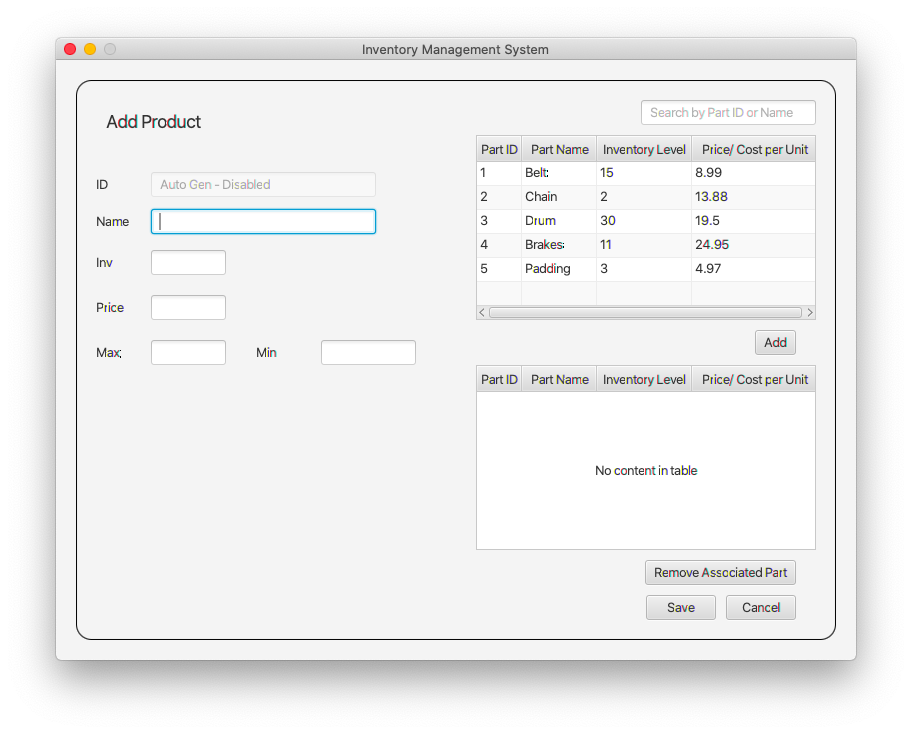 Inventory Management System
Add Product
Search by Part ID or Name
Part ID Part Name Inventory Level Price/ Cost per Unit
1 Belt 15 8.99
2 Chain 2 13.88
3 Drum 30 19.5
4 Brakes 11 24.95
5 Padding 3 4.97
ID Auto Gen - Disabled
Name
Inv
Price
Max Min
Add
Part ID Part Name Inventory Level Price/ Cost per Unit
No content in table
Remove Associated Part
Save Cancel